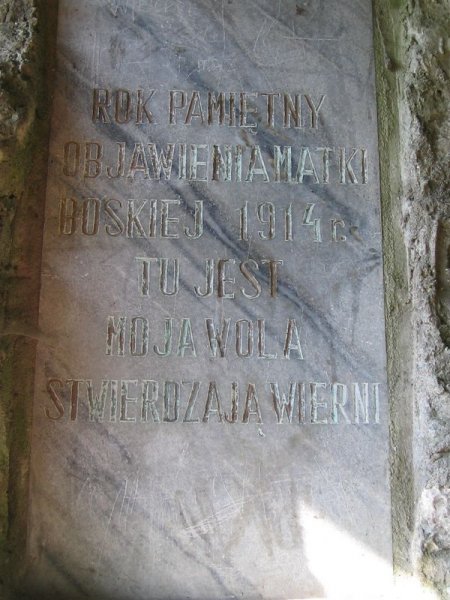 ROK PAMIĘTNY
OBJAWIENIA MATKI
BOSKIEJ 1914 r.
TU JEST
MOJA WOLA
STWIERDZAJĄ WIERNI